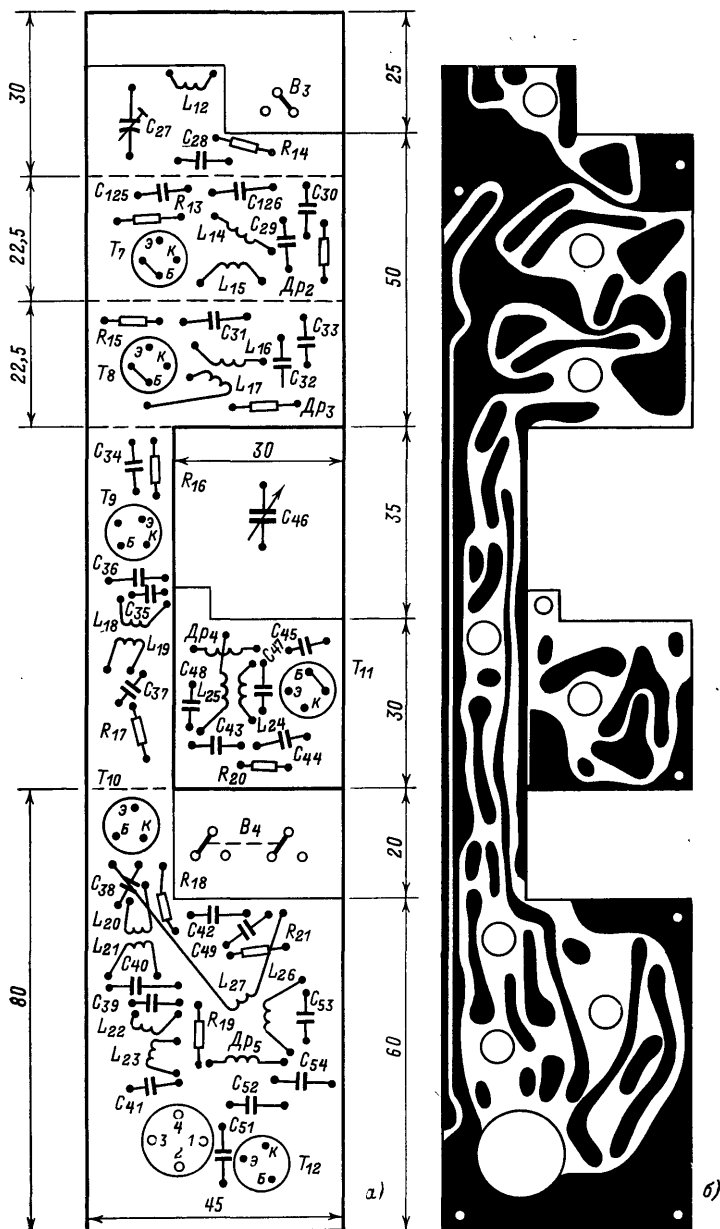 30
25
L12
B3
C27
C28
R14
C125
R13
C126
C30
22,5
T7
Э К
Б
L14
C29
L15
Др2
50
R15
C31
C33
22,5
T8
Э К
Б
L16
C32
L17
Др3
C34
30
R16
T9
Э
К
Б
C46
35
C36
C35
L18
L19
Др4
C45
C47
T11
C48
L25
Б
Э
К
C37
L24
30
R17
C43
C44
R20
T10
Э
Б К
B4
20
R18
C38
L20
C42
C49
R21
L21
C40
L27
L26
C53
80
C39
R19
L22
L23
Др5
60
C54
C41
C52
4
3 1
2
C51
К
Э
Б
T12
45
а)
б)